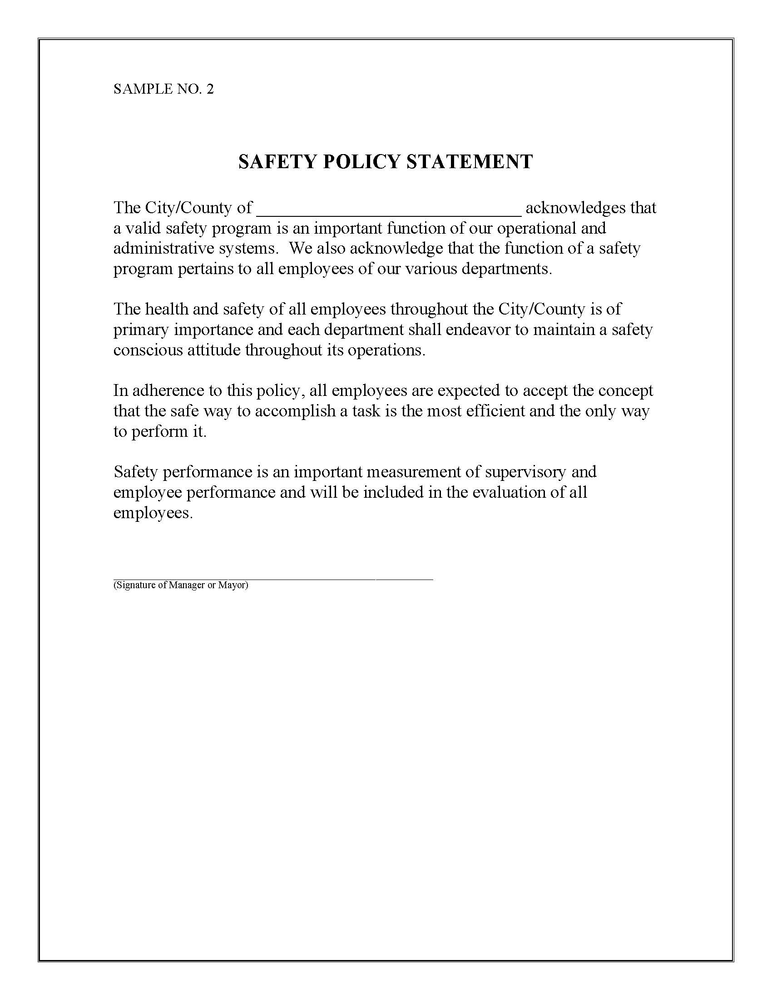 SAMPLE NO. 2
SAFETY POLICY STATEMENT
The City/County of ______________________________ acknowledges that
a valid safety program is an important function of our operational and
administrative systems.  We also acknowledge that the function of a safety
program pertains to all employees of our various departments.
The health and safety of all employees throughout the City/County is of
primary importance and each department shall endeavor to maintain a safety
conscious attitude throughout its operations.
In adherence to this policy, all employees are expected to accept the concept
that the safe way to accomplish a task is the most efficient and the only way
to perform it.
Safety performance is an important measurement of supervisory and
employee performance and will be included in the evaluation of all
employees.
(Signature of Manager or Mayor)